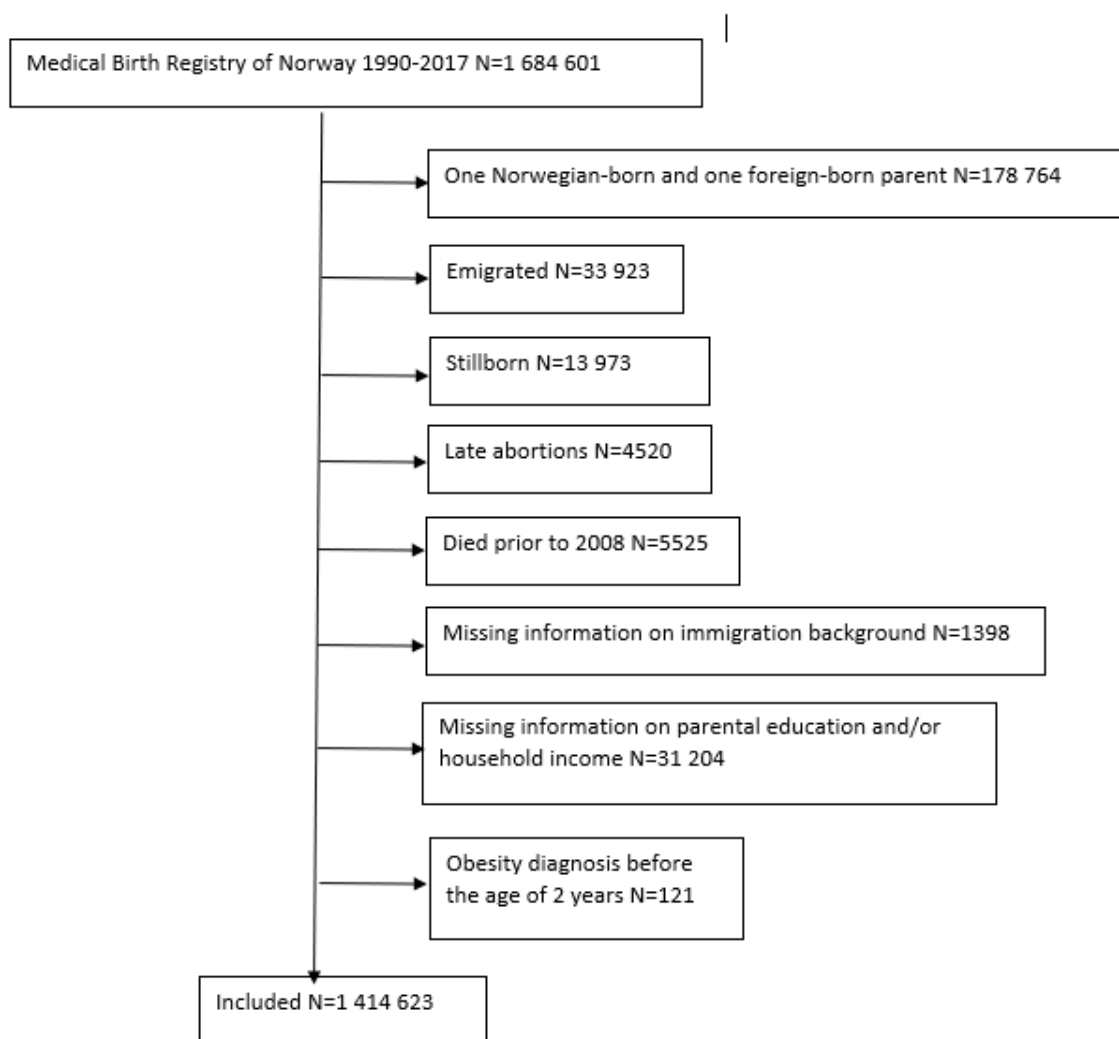 Medical Birth Registry of Norway 1990-2017 N=1 684 601
One Norwegian-born and one foreign-born parent N=178 764
Emigrated N=33 923
Stillborn N=13 973
Late abortions N=4520
Died prior to 2008 N=5525
Missing information on immigration background N=1398
Missing information on parental education and/or
household income N=31 204
Obesity diagnosis before
the age of 2 years N=121
Included N=1 414 623